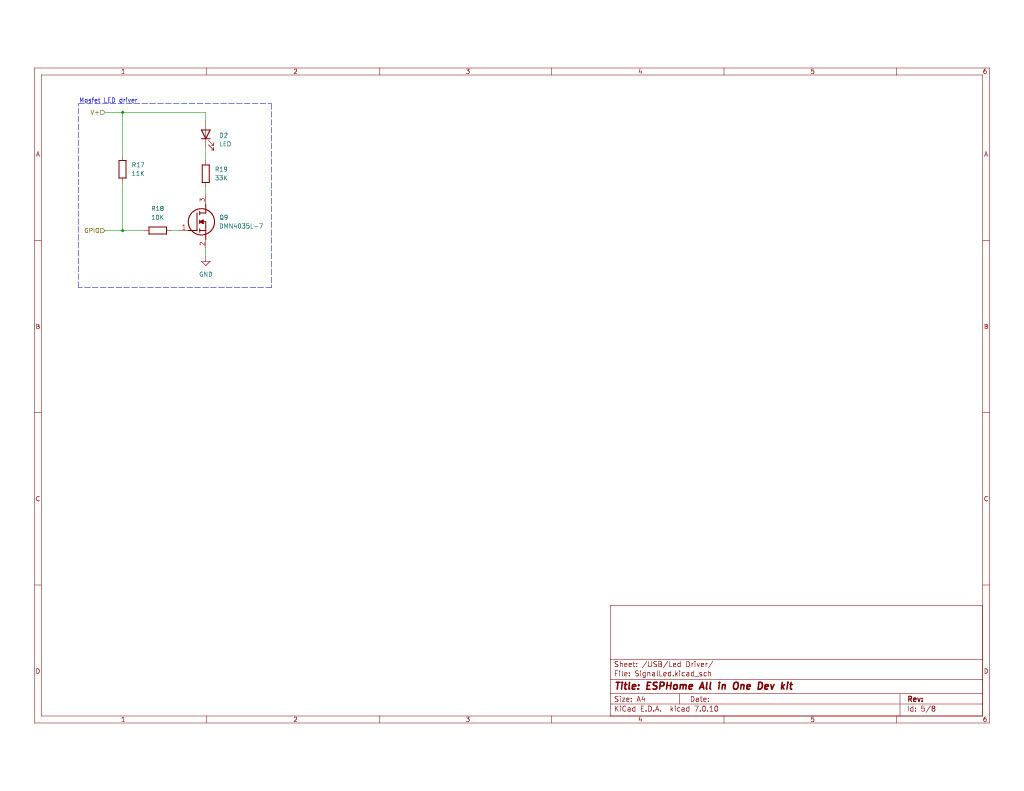 1 2 3 4 5 6
Mosfet LED driver
V+
D2
LED
A A
R17
11K
R19
33K
3
R18
10K
Q9
DMN4035L-7
GPIO
1
2
GND
B B
C C
Sheet: /USB/Led Driver/
File: SignalLed.kicad_sch
D D
Title: ESPHome All in One Dev kit
Size: A4 Date: Rev:
KiCad E.D.A. kicad 7.0.10 Id: 5/8
1 2 3 4 5 6